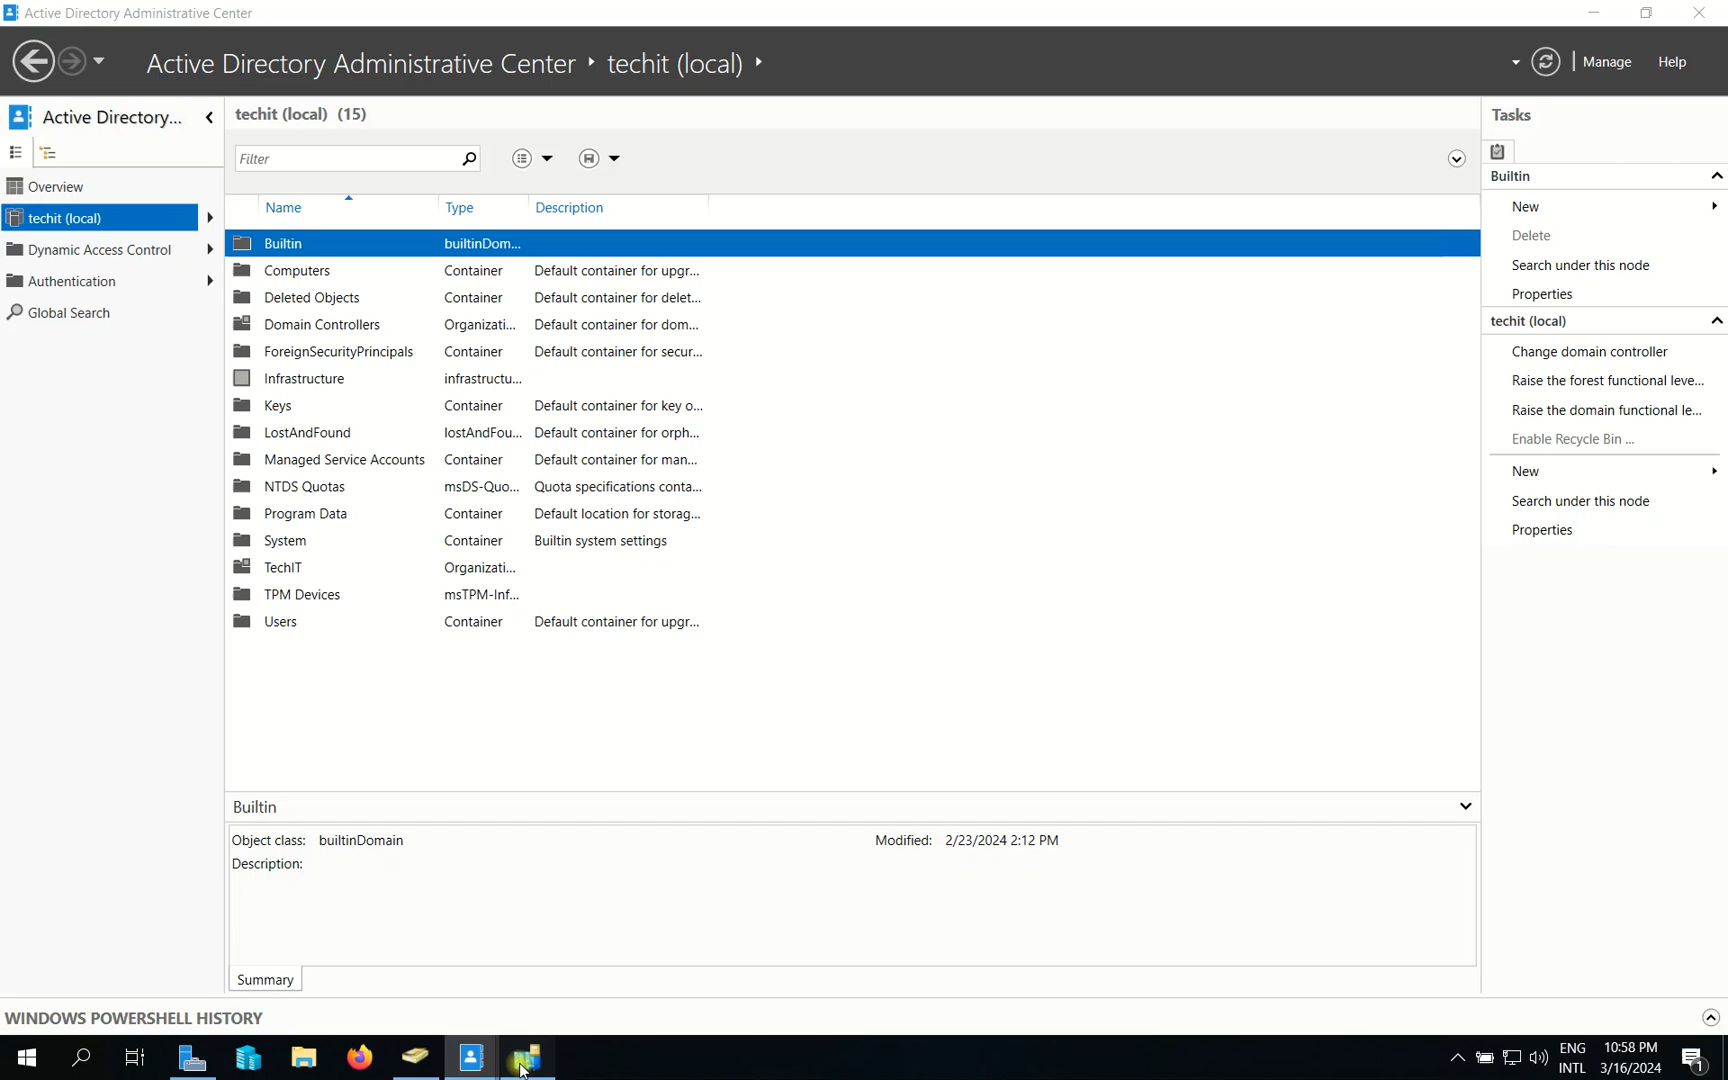 Active Directory Administrative Center
Active Directory Administrative Center • techit (local) •
Manage
Help
Active Directory...
Overview
techit (local)
Dynamic Access Control
Authentication
Global Search
techit (local) (15)
Filter
Name Type Description
Builtin builtinDom...
Computers Container Default container for upgr...
Deleted Objects Container Default container for delet...
Domain Controllers Organizati... Default container for dom...
ForeignSecurityPrincipals Container Default container for secur...
Infrastructure infrastructu...
Keys Container Default container for key o...
LostAndFound lostAndFou... Default container for orph...
Managed Service Accounts Container Default container for man...
NTDS Quotas msDS-Quo... Quota specifications conta...
Program Data Container Default location for storag...
System Container Builtin system settings
TechIT Organizati...
TPM Devices msTPM-Inf...
Users Container Default container for upgr...
Builtin
Object class: builtinDomain Modified: 2/23/2024 2:12 PM
Description:
Summary
Tasks
Builtin
New
Delete
Search under this node
Properties
techit (local)
Change domain controller
Raise the forest functional leve...
Raise the domain functional le...
Enable Recycle Bin ...
New
Search under this node
Properties
WINDOWS POWERSHELL HISTORY
ENG
INTL
10:58 PM
3/16/2024
1